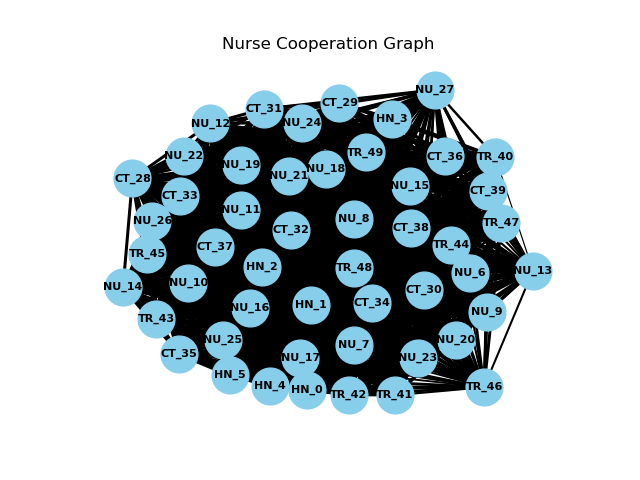 Nurse Cooperation Graph
NU_27
CT_29
CT_31
HN_3
NU_12
NU_24
TR_49
NU_22
CT_36
TR_40
NU_19
NU_18
NU_21
CT_28
NU_15
CT_39
CT_33
NU_11
NU_26
NU_8
TR_47
CT_32
CT_38
TR_44
CT_37
TR_45
HN_2
TR_48
NU_6
NU_13
NU_10
NU_14
CT_30
CT_34
HN_1
NU_16
NU_9
TR_43
NU_25
NU_20
NU_7
CT_35
NU_17
NU_23
HN_5
HN_4
TR_46
HN_0
TR_42
TR_41